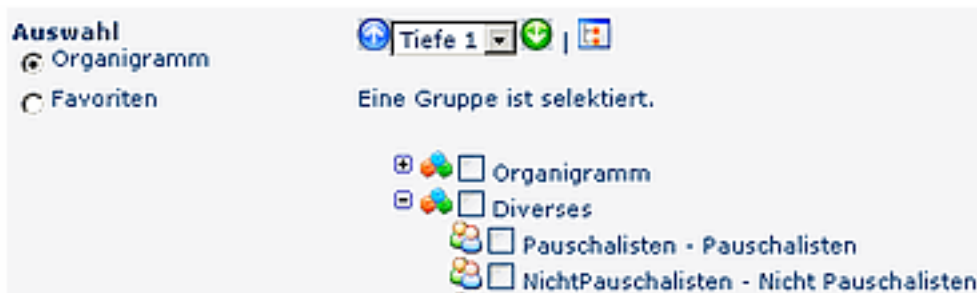 Auswahl
Organigramm
Favoriten
Tiefe 1
|
Eine Gruppe ist selektiert.
Organigramm
Diverses
Pauschalisten - Pauschalisten
NichtPauschalisten - Nicht Pauschalisten